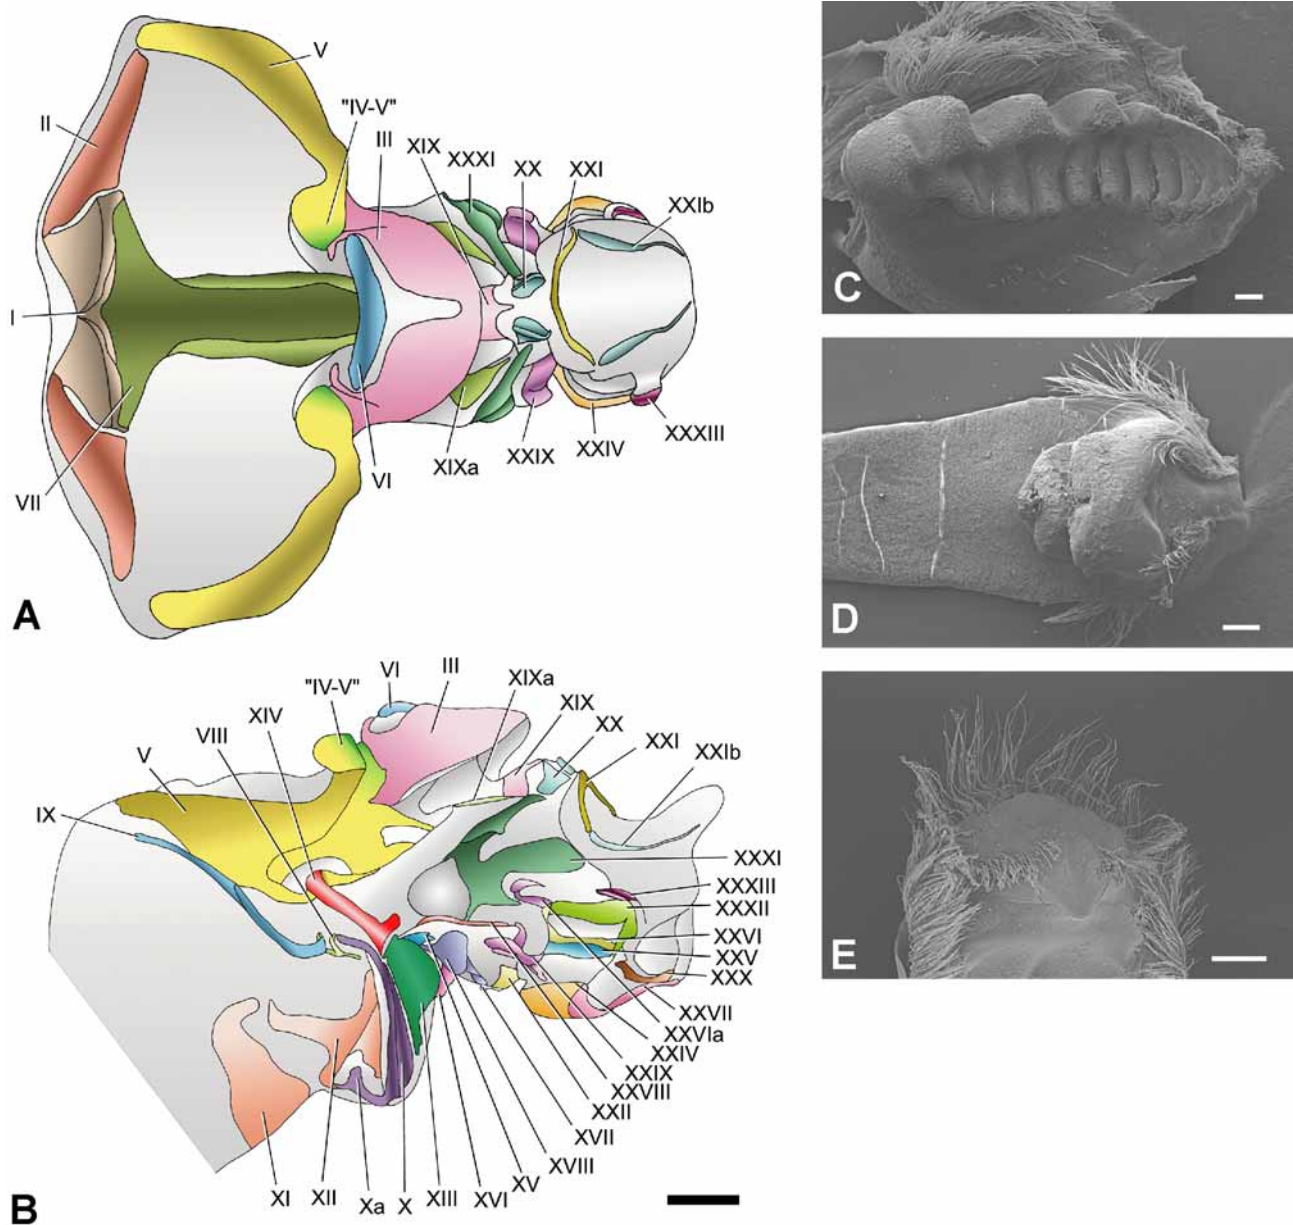 V
II
"IV-V"
III
XIX
XXXI
XX
XXI
XXIb
I
VII
VI
XIXa
XXIX
XXIV
XXXIII
A
C
D
E
VI
III
XIXa
"IV-V"
XIX
XIV
XX
VIII
XXI
V
XXIb
IX
XXXI
XXXIII
XXXII
XXVI
XXV
XXX
XXVII
XXVIa
XXIV
XXIX
XXVIII
XXII
XVII
XVIII
XV
XI XII Xa X XIII XVI
B